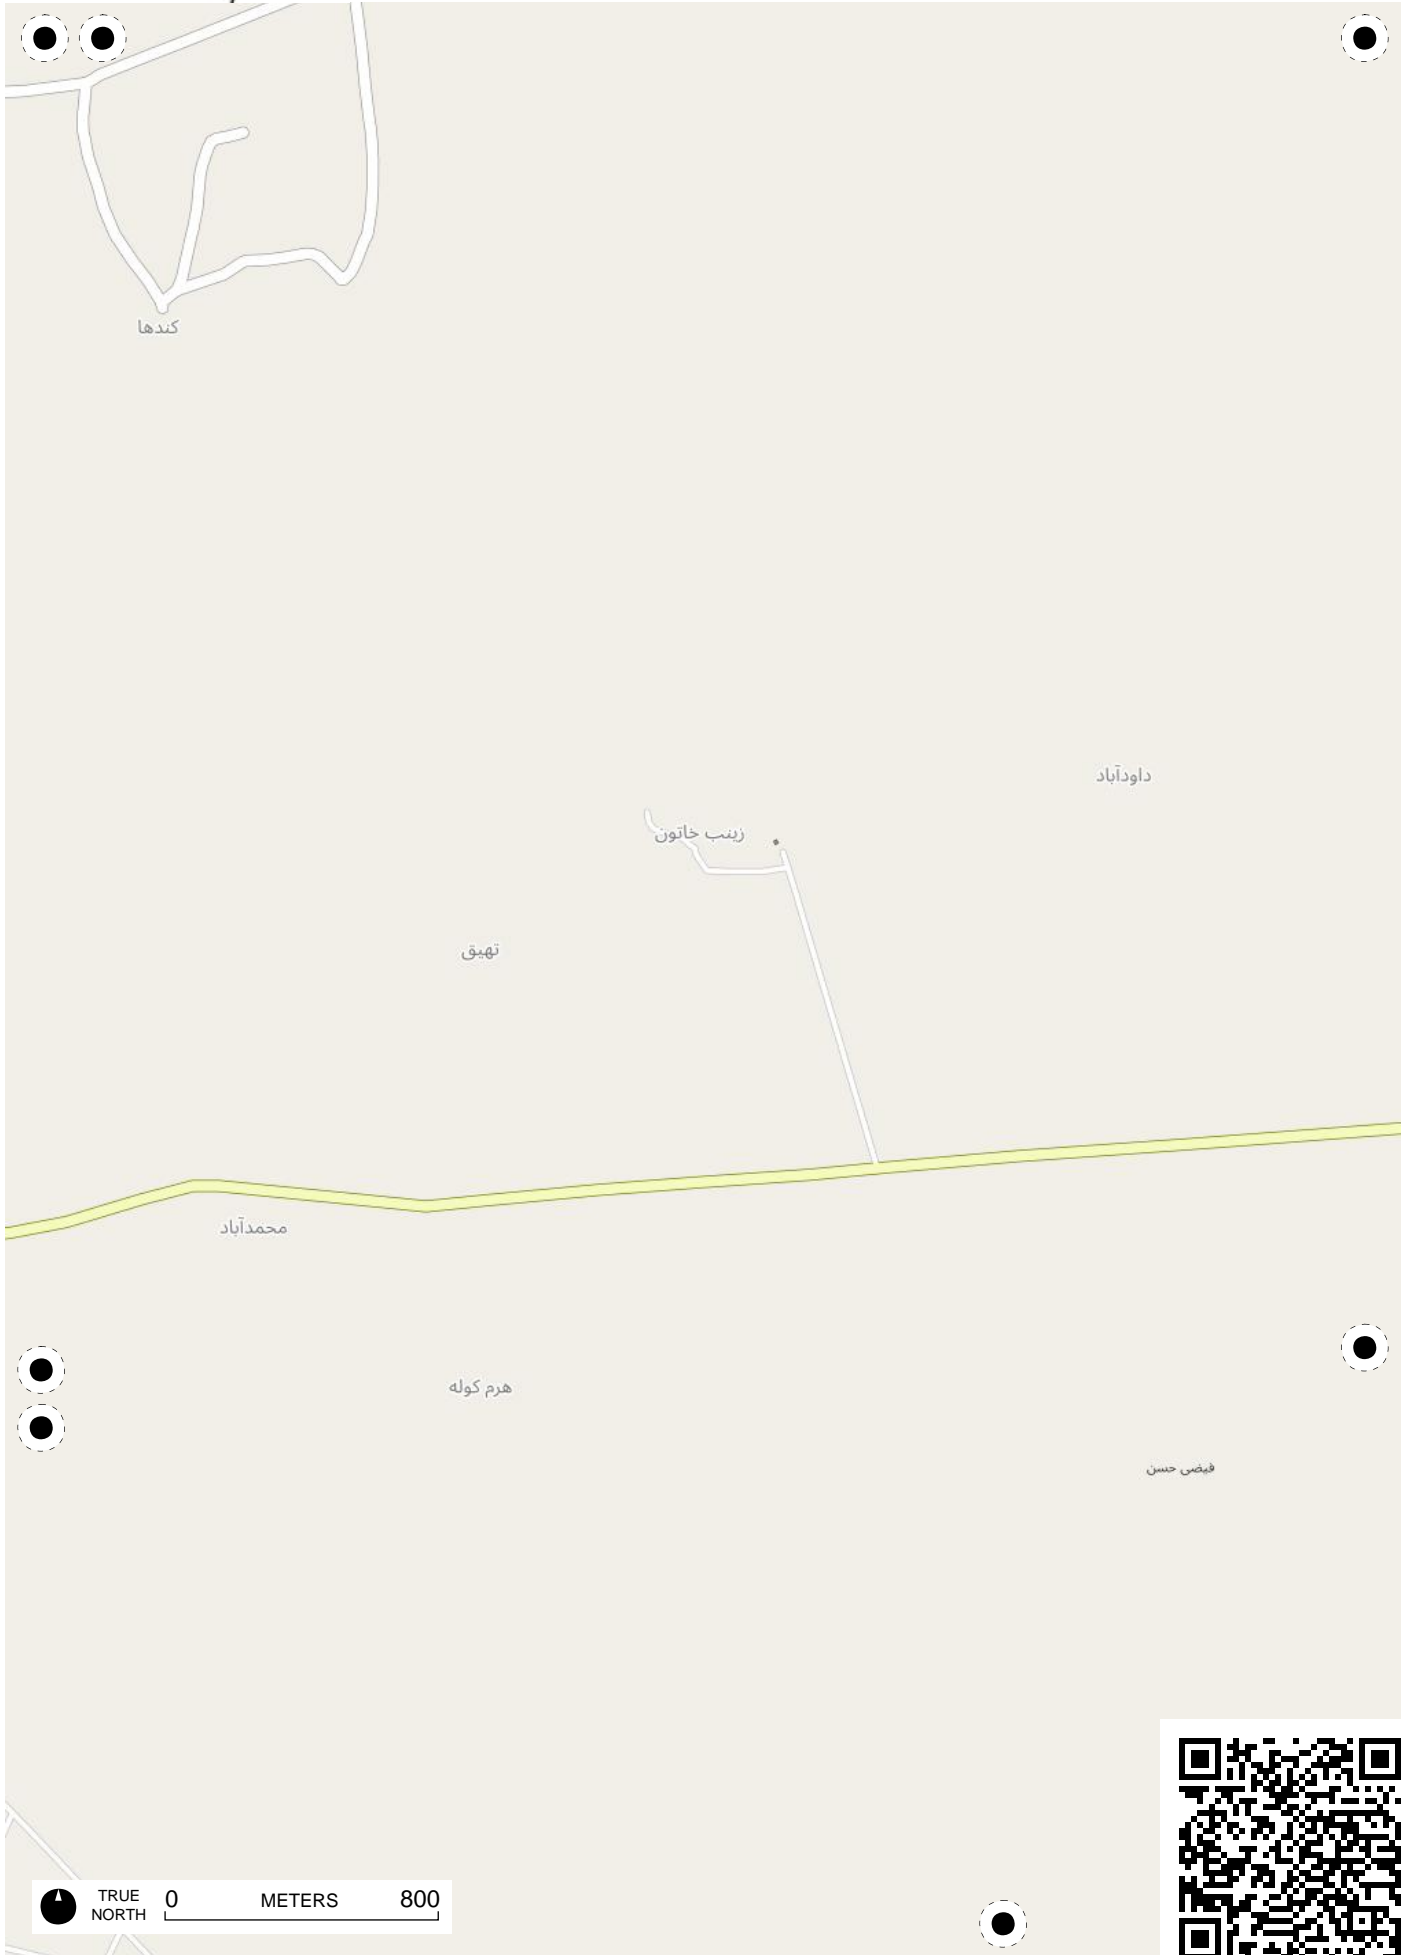 کندها
داودآباد
زینب خاتون
تهیق
محمدآباد
هرم کوله
فیضی حسن
TRUE NORTH
0 METERS 800